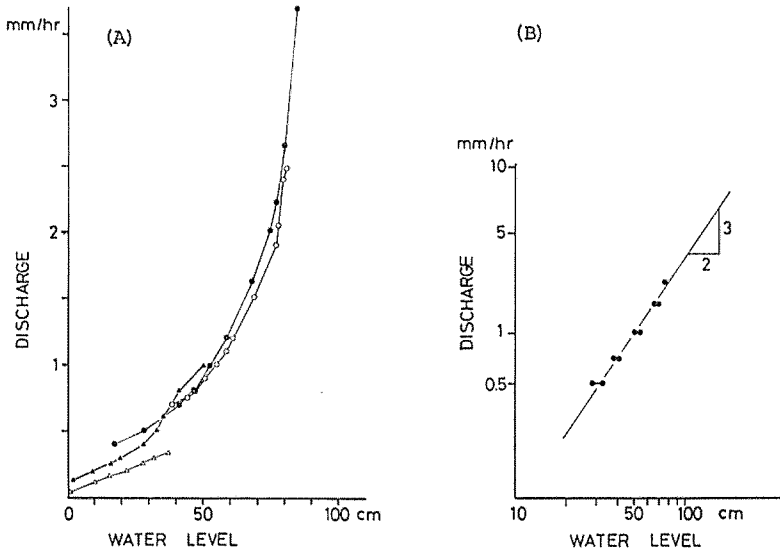 mm/hr
(A)
3
2
1
DISCHARGE
0
50
100 cm
WATER LEVEL
(B)
mm/hr
10
5
1
0.5
DISCHARGE
3
2
10
50
100 cm
WATER LEVEL